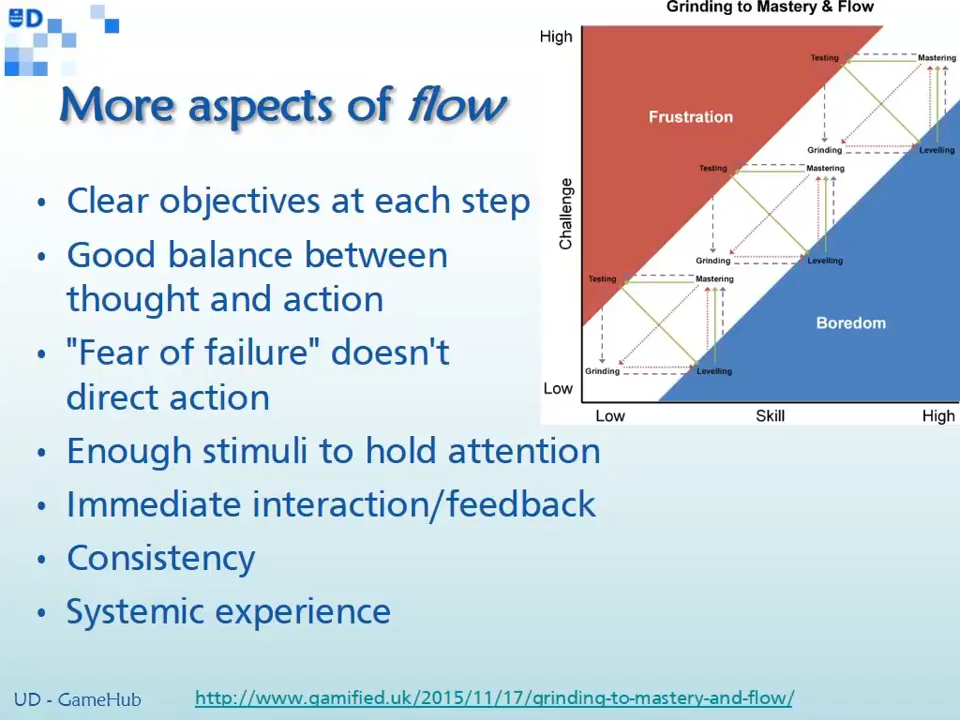 UD
More aspects of flow
• Clear objectives at each step
• Good balance between
thought and action
• "Fear of failure" doesn't
direct action
• Enough stimuli to hold attention
• Immediate interaction/feedback
• Consistency
• Systemic experience
Grinding to Mastery & Flow
High
Challenge
Low
Frustration
Boredom
Testing
Mastering
Grinding
Levelling
Testing
Mastering
Grinding
Levelling
Testing
Mastering
Grinding
Levelling
Low
Skill
High
UD - GameHub
http://www.gamified.uk/2015/11/17/grinding-to-mastery-and-flow/